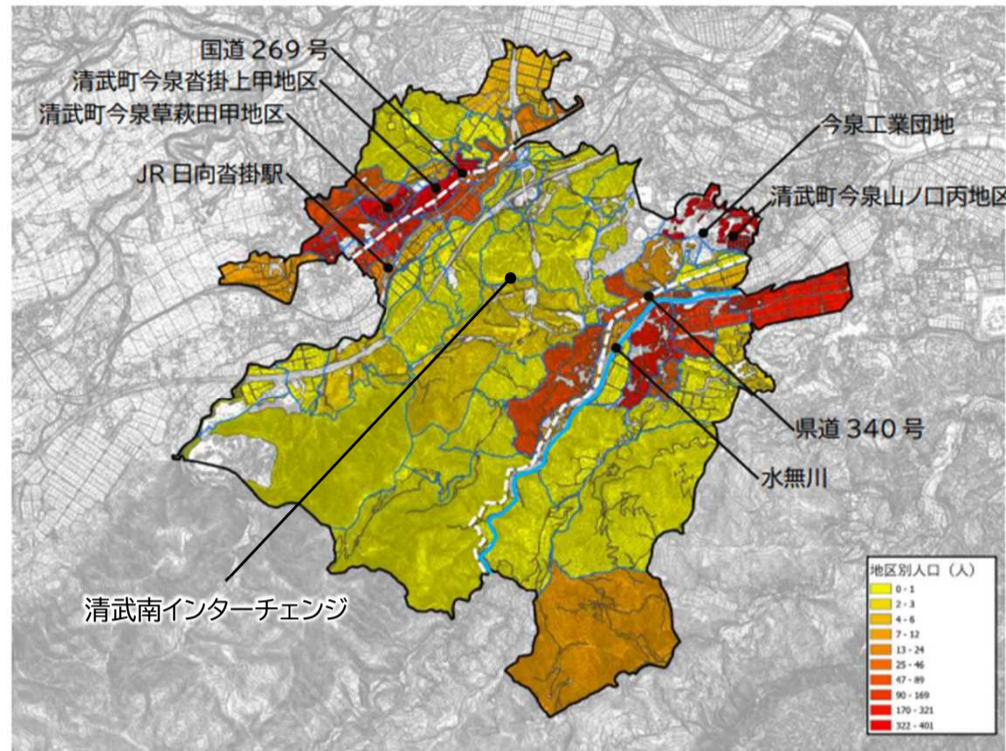 国道 269 号
清武町今泉沓掛上甲地区
清武町今泉草萩田甲地区
JR 日向沓掛駅
今泉工業団地
清武町今泉山ノ口丙地区
県道 340 号
水無川
清武南インターチェンジ
地区別人口（人）
0 - 1
2 - 3
4 - 6
7 - 12
13 - 24
25 - 46
47 - 89
90 - 169
170 - 321
322 - 401